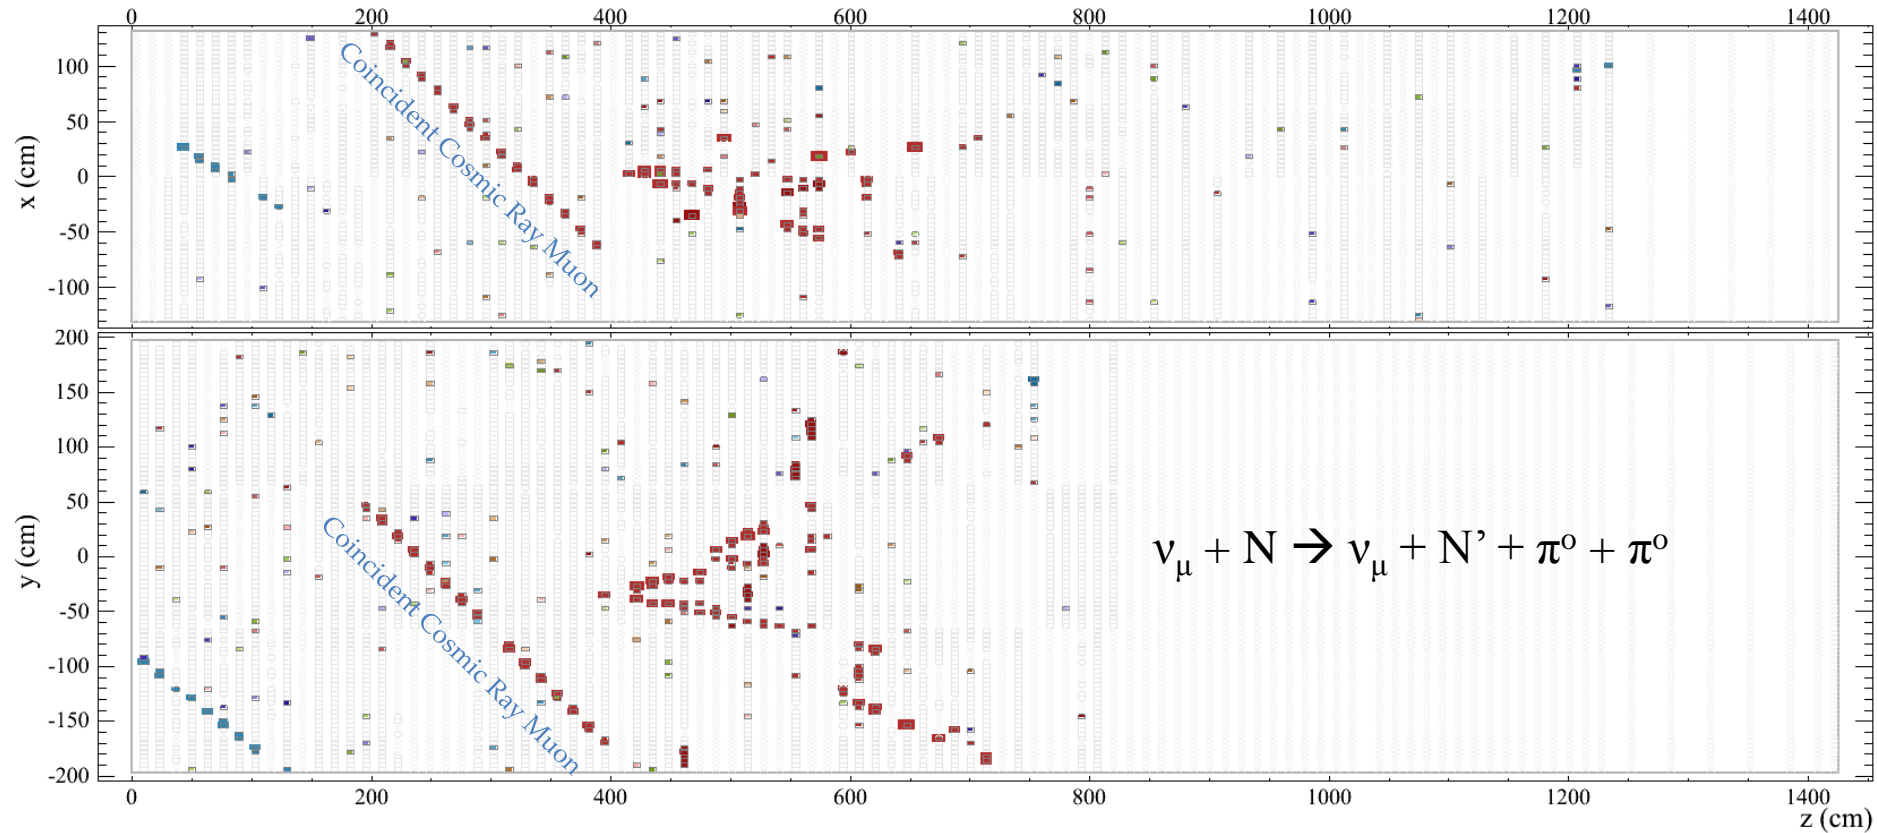 0 200 400 600 800 1000 1200 1400
100
50
0
-50
-100
x (cm)
Coincident Cosmic Ray Muon
200
150
100
50
0
-50
-100
-150
-200
y (cm)
Coincident Cosmic Ray Muon
νμ + N → νμ + N’ + πº + πº
0 200 400 600 800 1000 1200 1400
z (cm)